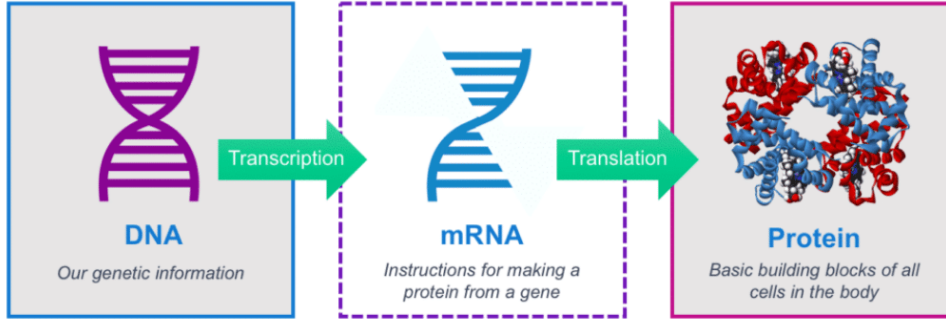 Transcription
Translation
DNA
mRNA
Protein
Our genetic information
Instructions for making a
protein from a gene
Basic building blocks of all
cells in the body